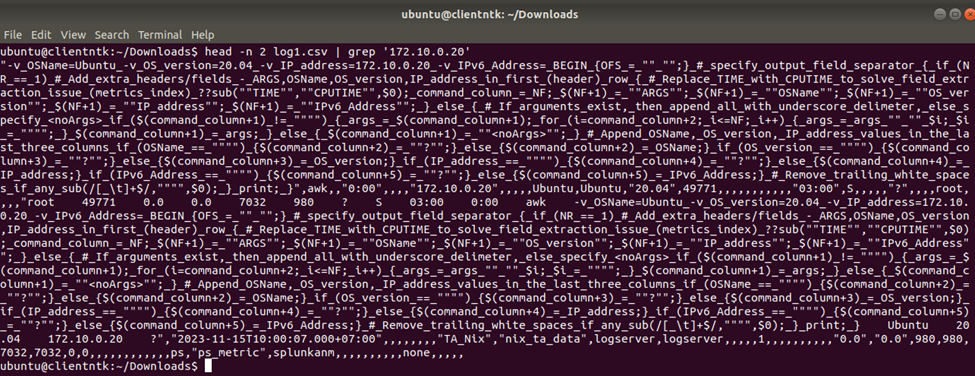 ubuntu@clientntk: ~/Downloads
File Edit View Search Terminal Help
ubuntu@clientntk:~/Downloads$ head -n 2 log1.csv | grep '172.10.0.20'
"-v_OSName=Ubuntu_-v_OS_version=20.04_-v_IP_address=172.10.0.20_-v_IPv6_Address=_BEGIN_{OFS_=_""_"";}_#_specify_output_field_separator_{_if_(N
R_==_1)_#_Add_extra_headers/fields_-_ARGS,OSName,OS_version,IP_address_in_first_(header)_row_{_#_Replace_TIME_with_CPUTIME_to_solve_field_extr
action_issue_(metrics_index)_??sub(""TIME"",""CPUTIME"",$0);_command_column_=_NF;_$(NF+1)_=_""ARGS"";_$(NF+1)_=_""OSName"";_$(NF+1)_=_""OS_ver
sion"";_$(NF+1)_=_""IP_address"";_$(NF+1)_=_""IPv6_Address"";_}_else_{_#_If_arguments_exist,_then_append_all_with_underscore_delimeter,_else_s
pecify_<noArgs>_if_($(command_column+1)_!=_"""")_{_args_=_$(command_column+1);_for_(i=command_column+2;_i<=NF;_i++)_{_args_=_args_""_""_$i;_$i
_=_"""";_}_$(command_column+1)_=_args;_}_else_{_$(command_column+1)_=_""<noArgs>"";_}_#_Append_OSName,_OS_version,_IP_address_values_in_the_la
st_three_columns_if_(OSName_==_"""")_{$(command_column+2)_=_""?"";}_else_{$(command_column+2)_=_OSName;}_if_(OS_version_==_"""")_{$(command_co
lumn+3)_=_""?"";}_else_{$(command_column+3)_=_OS_version;}_if_(IP_address_==_"""")_{$(command_column+4)_=_""?"";}_else_{$(command_column+4)_=_
IP_address;}_if_(IPv6_Address_==_"""")_{$(command_column+5)_=_""?"";}_else_{$(command_column+5)_=_IPv6_Address;}_#_Remove_trailing_white_space
s_if_any_sub(/[_\t]+$/,"""",$0);_}_print;_}",awk,,"0:00",,,,"172.10.0.20",,,,,Ubuntu,Ubuntu,"20.04",49771,,,,,,,,,,,"03:00",S,,,,,"?",,,,root,
,,,"root    49771    0.0    0.0    7032    980    ?    S    03:00    0:00    awk    -v_OSName=Ubuntu_-v_OS_version=20.04_-v_IP_address=172.10.
0.20_-v_IPv6_Address=_BEGIN_{OFS_=_""_"";}_#_specify_output_field_separator_{_if_(NR_==_1)_#_Add_extra_headers/fields_-_ARGS,OSName,OS_version
,IP_address_in_first_(header)_row_{_#_Replace_TIME_with_CPUTIME_to_solve_field_extraction_issue_(metrics_index)_??sub(""TIME"",""CPUTIME"",$0)
;_command_column_=_NF;_$(NF+1)_=_""ARGS"";_$(NF+1)_=_""OSName"";_$(NF+1)_=_""OS_version"";_$(NF+1)_=_""IP_address"";_$(NF+1)_=_""IPv6_Address"
";_}_else_{_#_If_arguments_exist,_then_append_all_with_underscore_delimeter,_else_specify_<noArgs>_if_($(command_column+1)_!=_"""")_{_args_=_$
(command_column+1);_for_(i=command_column+2;_i<=NF;_i++)_{_args_=_args_""_""_$i;_$i_=_"""";_}_$(command_column+1)_=_args;_}_else_{_$(command_c
olumn+1)_=_""<noArgs>"";_}_#_Append_OSName,_OS_version,_IP_address_values_in_the_last_three_columns_if_(OSName_==_"""")_{$(command_column+2)_=
_""?"";}_else_{$(command_column+2)_=_OSName;}_if_(OS_version_==_"""")_{$(command_column+3)_=_""?"";}_else_{$(command_column+3)_=_OS_version;}_
if_(IP_address_==_"""")_{$(command_column+4)_=_""?"";}_else_{$(command_column+4)_=_IP_address;}_if_(IPv6_Address_==_"""")_{$(command_column+5)
_=_""?"";}_else_{$(command_column+5)_=_IPv6_Address;}_#_Remove_trailing_white_spaces_if_any_sub(/[_\t]+$/,"""",$0);_}_print;_}    Ubuntu    20
.04    172.10.0.20    ?","2023-11-15T10:00:07.000+07:00",,,,,,,,"TA_Nix","nix_ta_data",logserver,logserver,,,,,1,,,,,,,,,,"0.0","0.0",980,980,
7032,7032,0,0,,,,,,,,,,,,ps,"ps_metric",splunkanm,,,,,,,,,,none,,,,,
ubuntu@clientntk:~/Downloads$